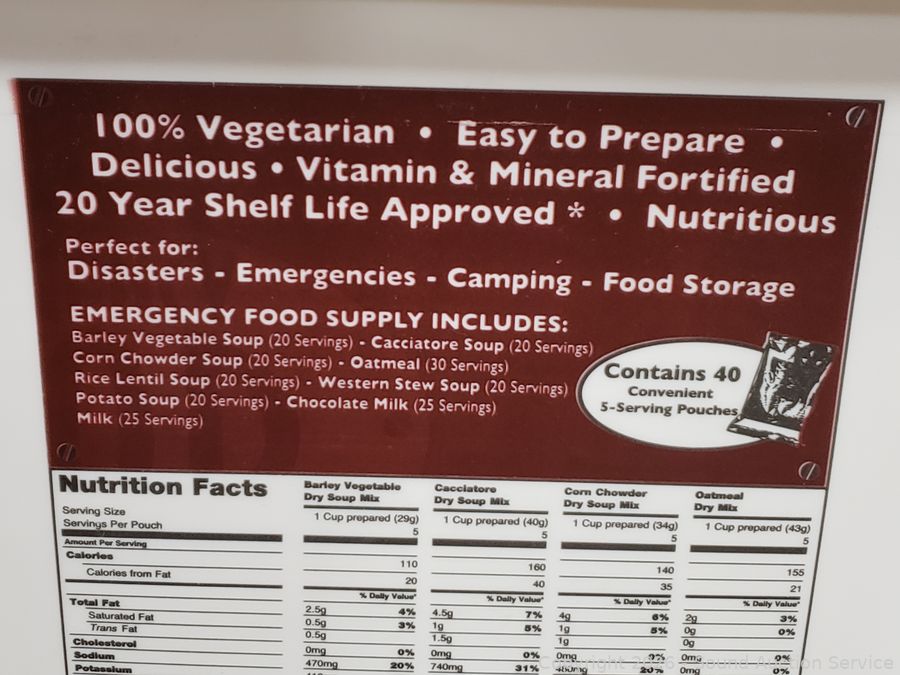 100% Vegetarian • Easy to Prepare •
Delicious • Vitamin & Mineral Fortified
20 Year Shelf Life Approved * • Nutritious
Perfect for:
Disasters - Emergencies - Camping - Food Storage
EMERGENCY FOOD SUPPLY INCLUDES:
Barley Vegetable Soup (20 Servings) - Cacciatore Soup (20 Servings)
Corn Chowder Soup (20 Servings) - Oatmeal (30 Servings)
Rice Lentil Soup (20 Servings) - Western Stew Soup (20 Servings)
Potato Soup (20 Servings) - Chocolate Milk (25 Servings)
Milk (25 Servings)
Contains 40
Convenient
5-Serving Pouches
Nutrition Facts Barley Vegetable Dry Soup Mix Cacciatore Dry Soup Mix Corn Chowder Dry Soup Mix Oatmeal Dry Mix
Serving Size 1 Cup prepared (29g) 1 Cup prepared (40g) 1 Cup prepared (34g) 1 Cup prepared (43g)
Servings Per Pouch 5 5 5 5
Amount Per Serving
Calories 110 160 140 155
Calories from Fat 20 40 35 21
% Daily Value* % Daily Value* % Daily Value* % Daily Value*
Total Fat 2.5g 4% 4.5g 7% 4g 6% 2g 3%
Saturated Fat 0.5g 3% 1g 5% 1g 5% 0g 0%
Trans Fat 0.5g 1.5g 1g 0g
Cholesterol 0mg 0% 0mg 0% 0mg 0% 0mg 0%
Sodium 470mg 20% 740mg 31% 480mg 20% 0mg 0%
Potassium
Copyright Auction Service